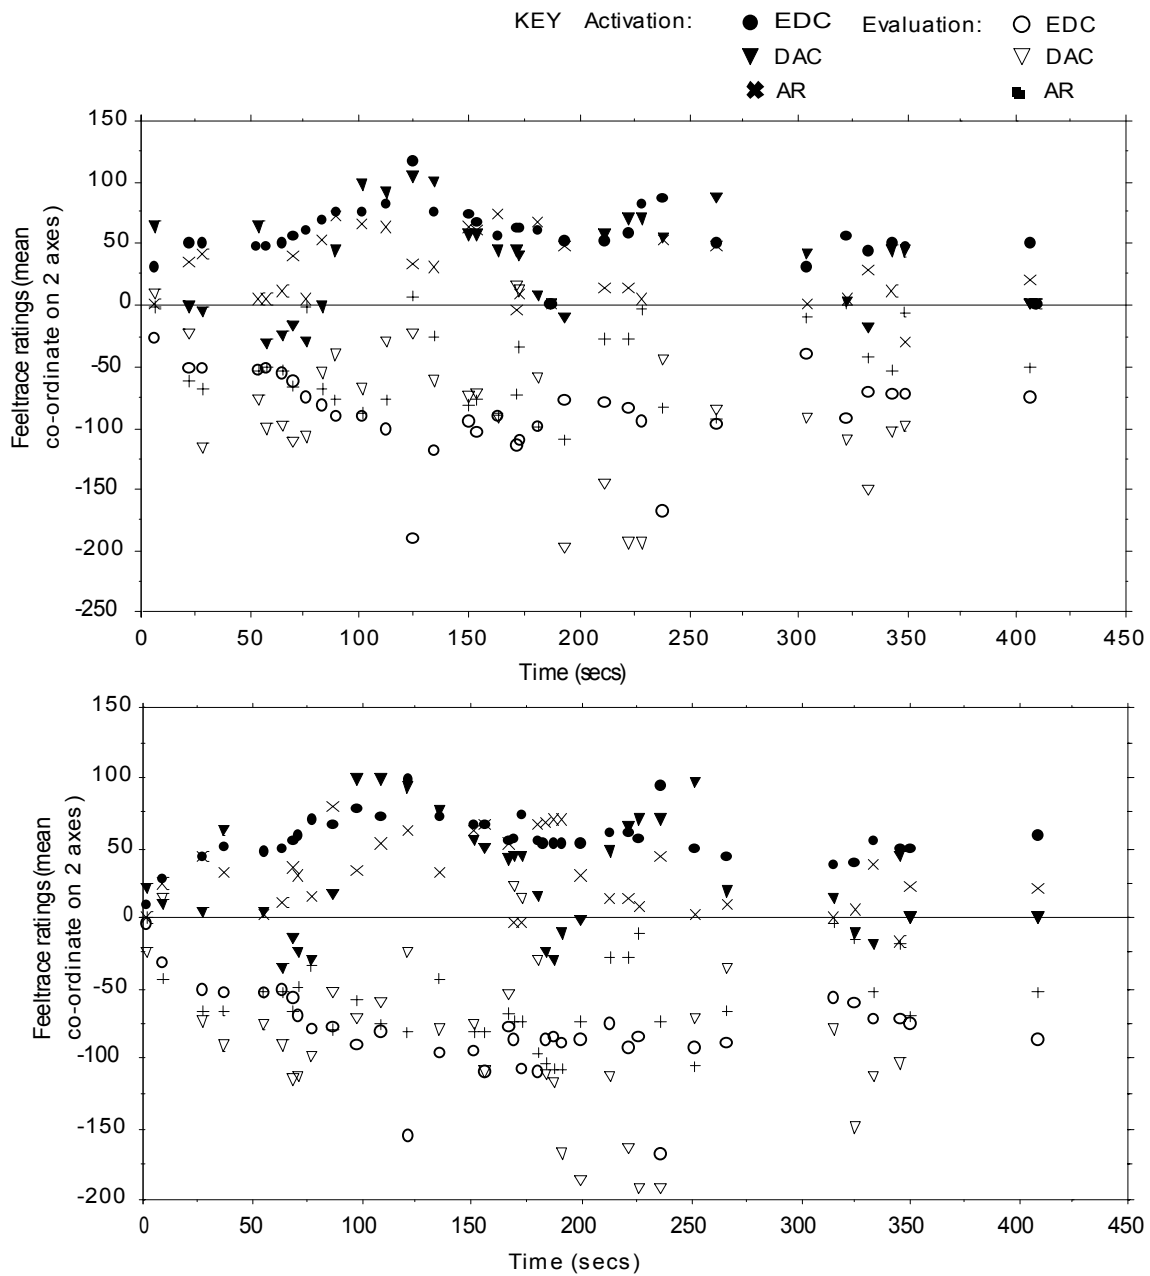 KEY Activation: EDC Evaluation: EDC
DAC DAC
AR AR
150
100
50
0
-50
-100
-150
-200
-250
Feeltrace ratings (mean
co-ordinate on 2 axes )
0 50 100 150 200 250 300 350 400 450
Time (secs)
150
100
50
0
-50
-100
-150
-200
Feeltrace ratings (mean
co-ordinate on 2 axes )
0 50 100 150 200 250 300 350 400 450
Time (secs)